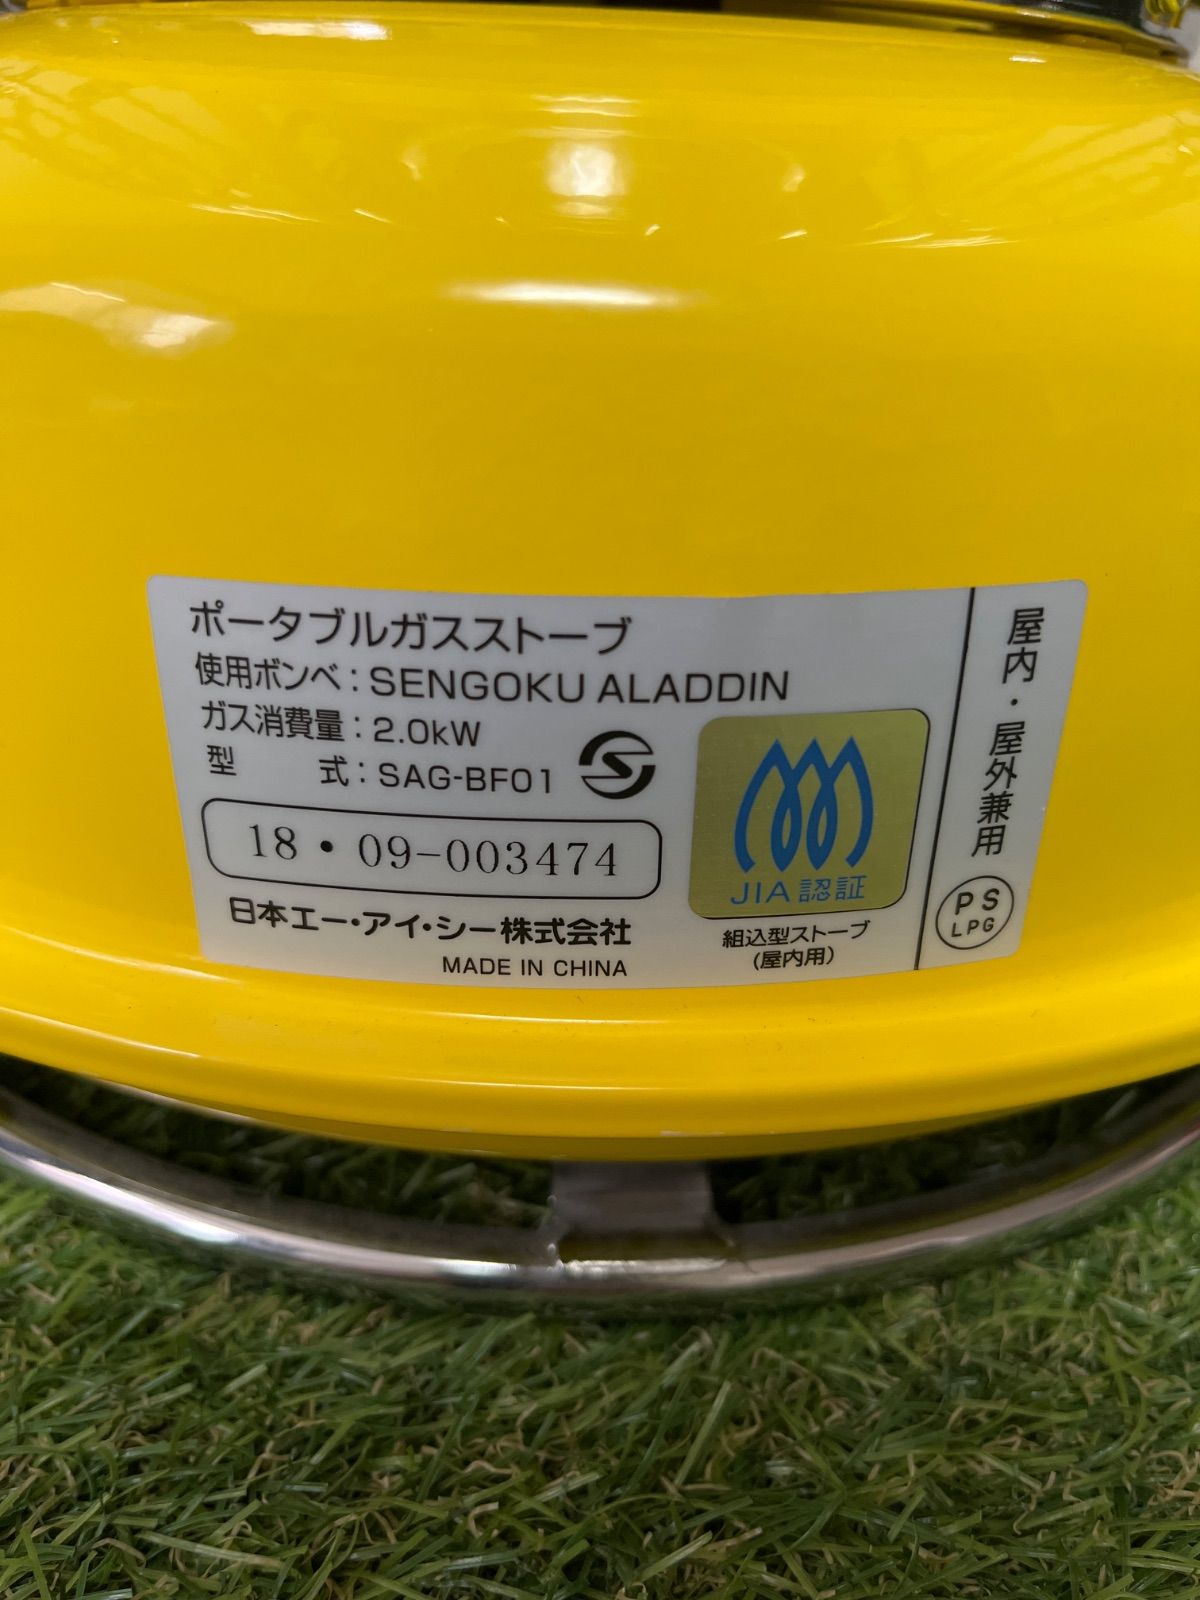 ポータブルガスストーブ
使用ボンベ：SENGOKU ALADDIN
ガス消費量：2.0kW
型　　式：SAG-BF01
18・09-003474
日本エー・アイ・シー株式会社
MADE IN CHINA
JIA 認証
組込型ストーブ
(屋内用)
屋内・屋外兼用
PS
LPG